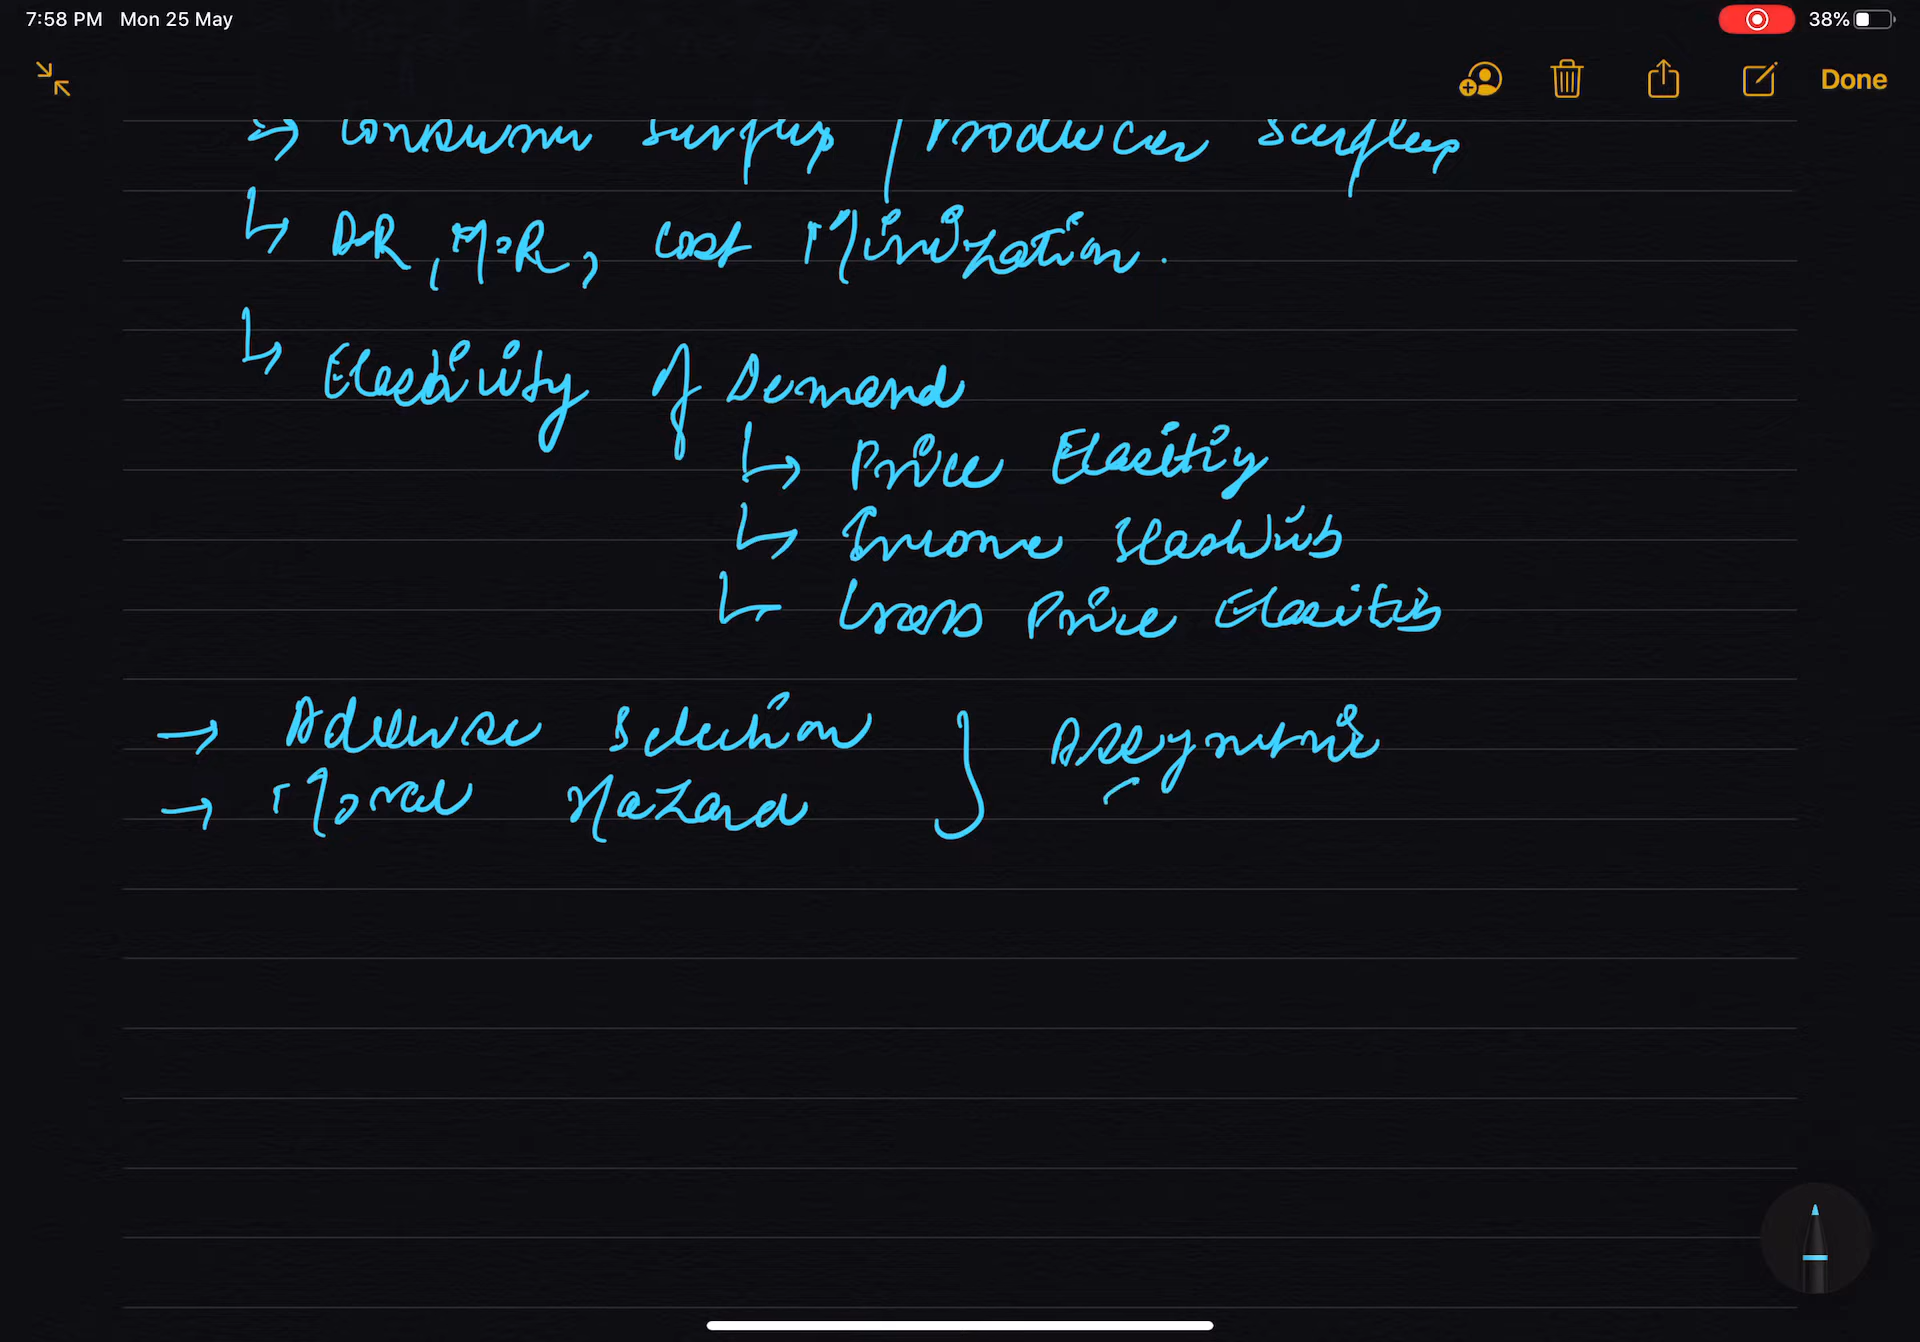 7:58 PM Mon 25 May 38%
Done
→ Consumer Surplus / Producer Surplus
↳ AR, MR, Cost Minimization.
↳ Elasticity of Demand
↳ Price Elasticity
↳ Income Elasticity
↳ Cross Price Elasticity
→ Adverse Selection } Assymetric
→ Moral Hazard